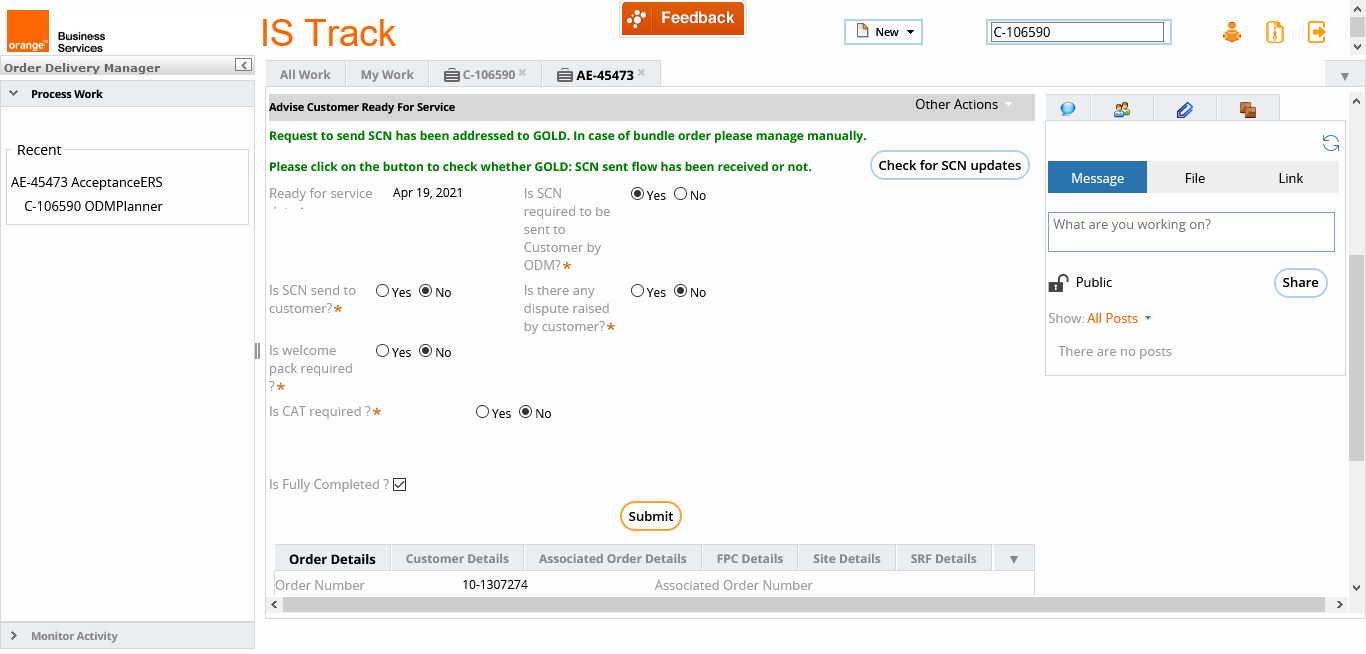 orange™
Business
Services
IS Track
Feedback
New
C-106590
Order Delivery Manager
Process Work
Recent
AE-45473 AcceptanceERS
C-106590 ODMPlanner
Monitor Activity
All Work
My Work
C-106590
AE-45473
Advise Customer Ready For Service
Other Actions
Request to send SCN has been addressed to GOLD. In case of bundle order please manage manually.
Please click on the button to check whether GOLD: SCN sent flow has been received or not.
Check for SCN updates
Ready for service
Apr 19, 2021
Is SCN
required to be
sent to
Customer by
ODM?*
Yes No
Is SCN send to
customer?*
Yes No
Is there any
dispute raised
by customer?*
Yes No
Is welcome
pack required
?*
Yes No
Is CAT required ?*
Yes No
Is Fully Completed ?
Submit
Order Details
Customer Details
Associated Order Details
FPC Details
Site Details
SRF Details
Order Number
10-1307274
Associated Order Number
Message
File
Link
What are you working on?
Public
Share
Show: All Posts
There are no posts